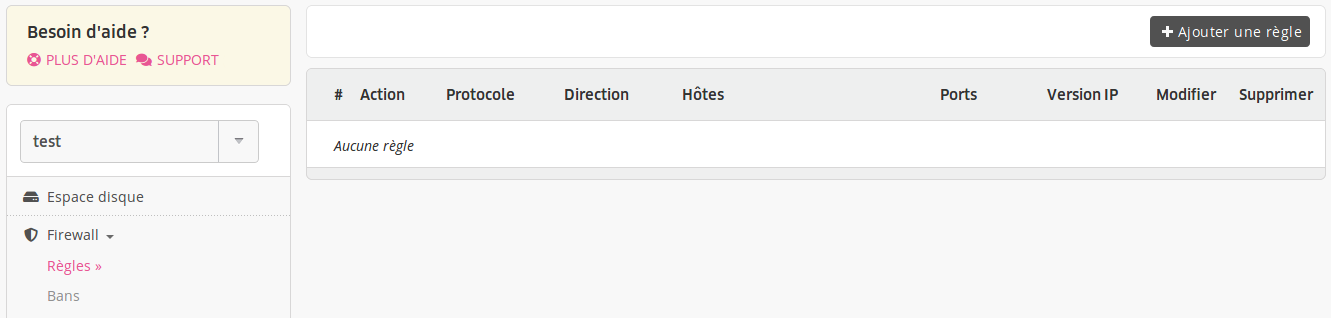 Besoin d'aide ?
PLUS D'AIDE SUPPORT
test
Espace disque
Firewall
Règles »
Bans
Ajouter une règle
# Action Protocole Direction Hôtes Ports Version IP Modifier Supprimer
Aucune règle